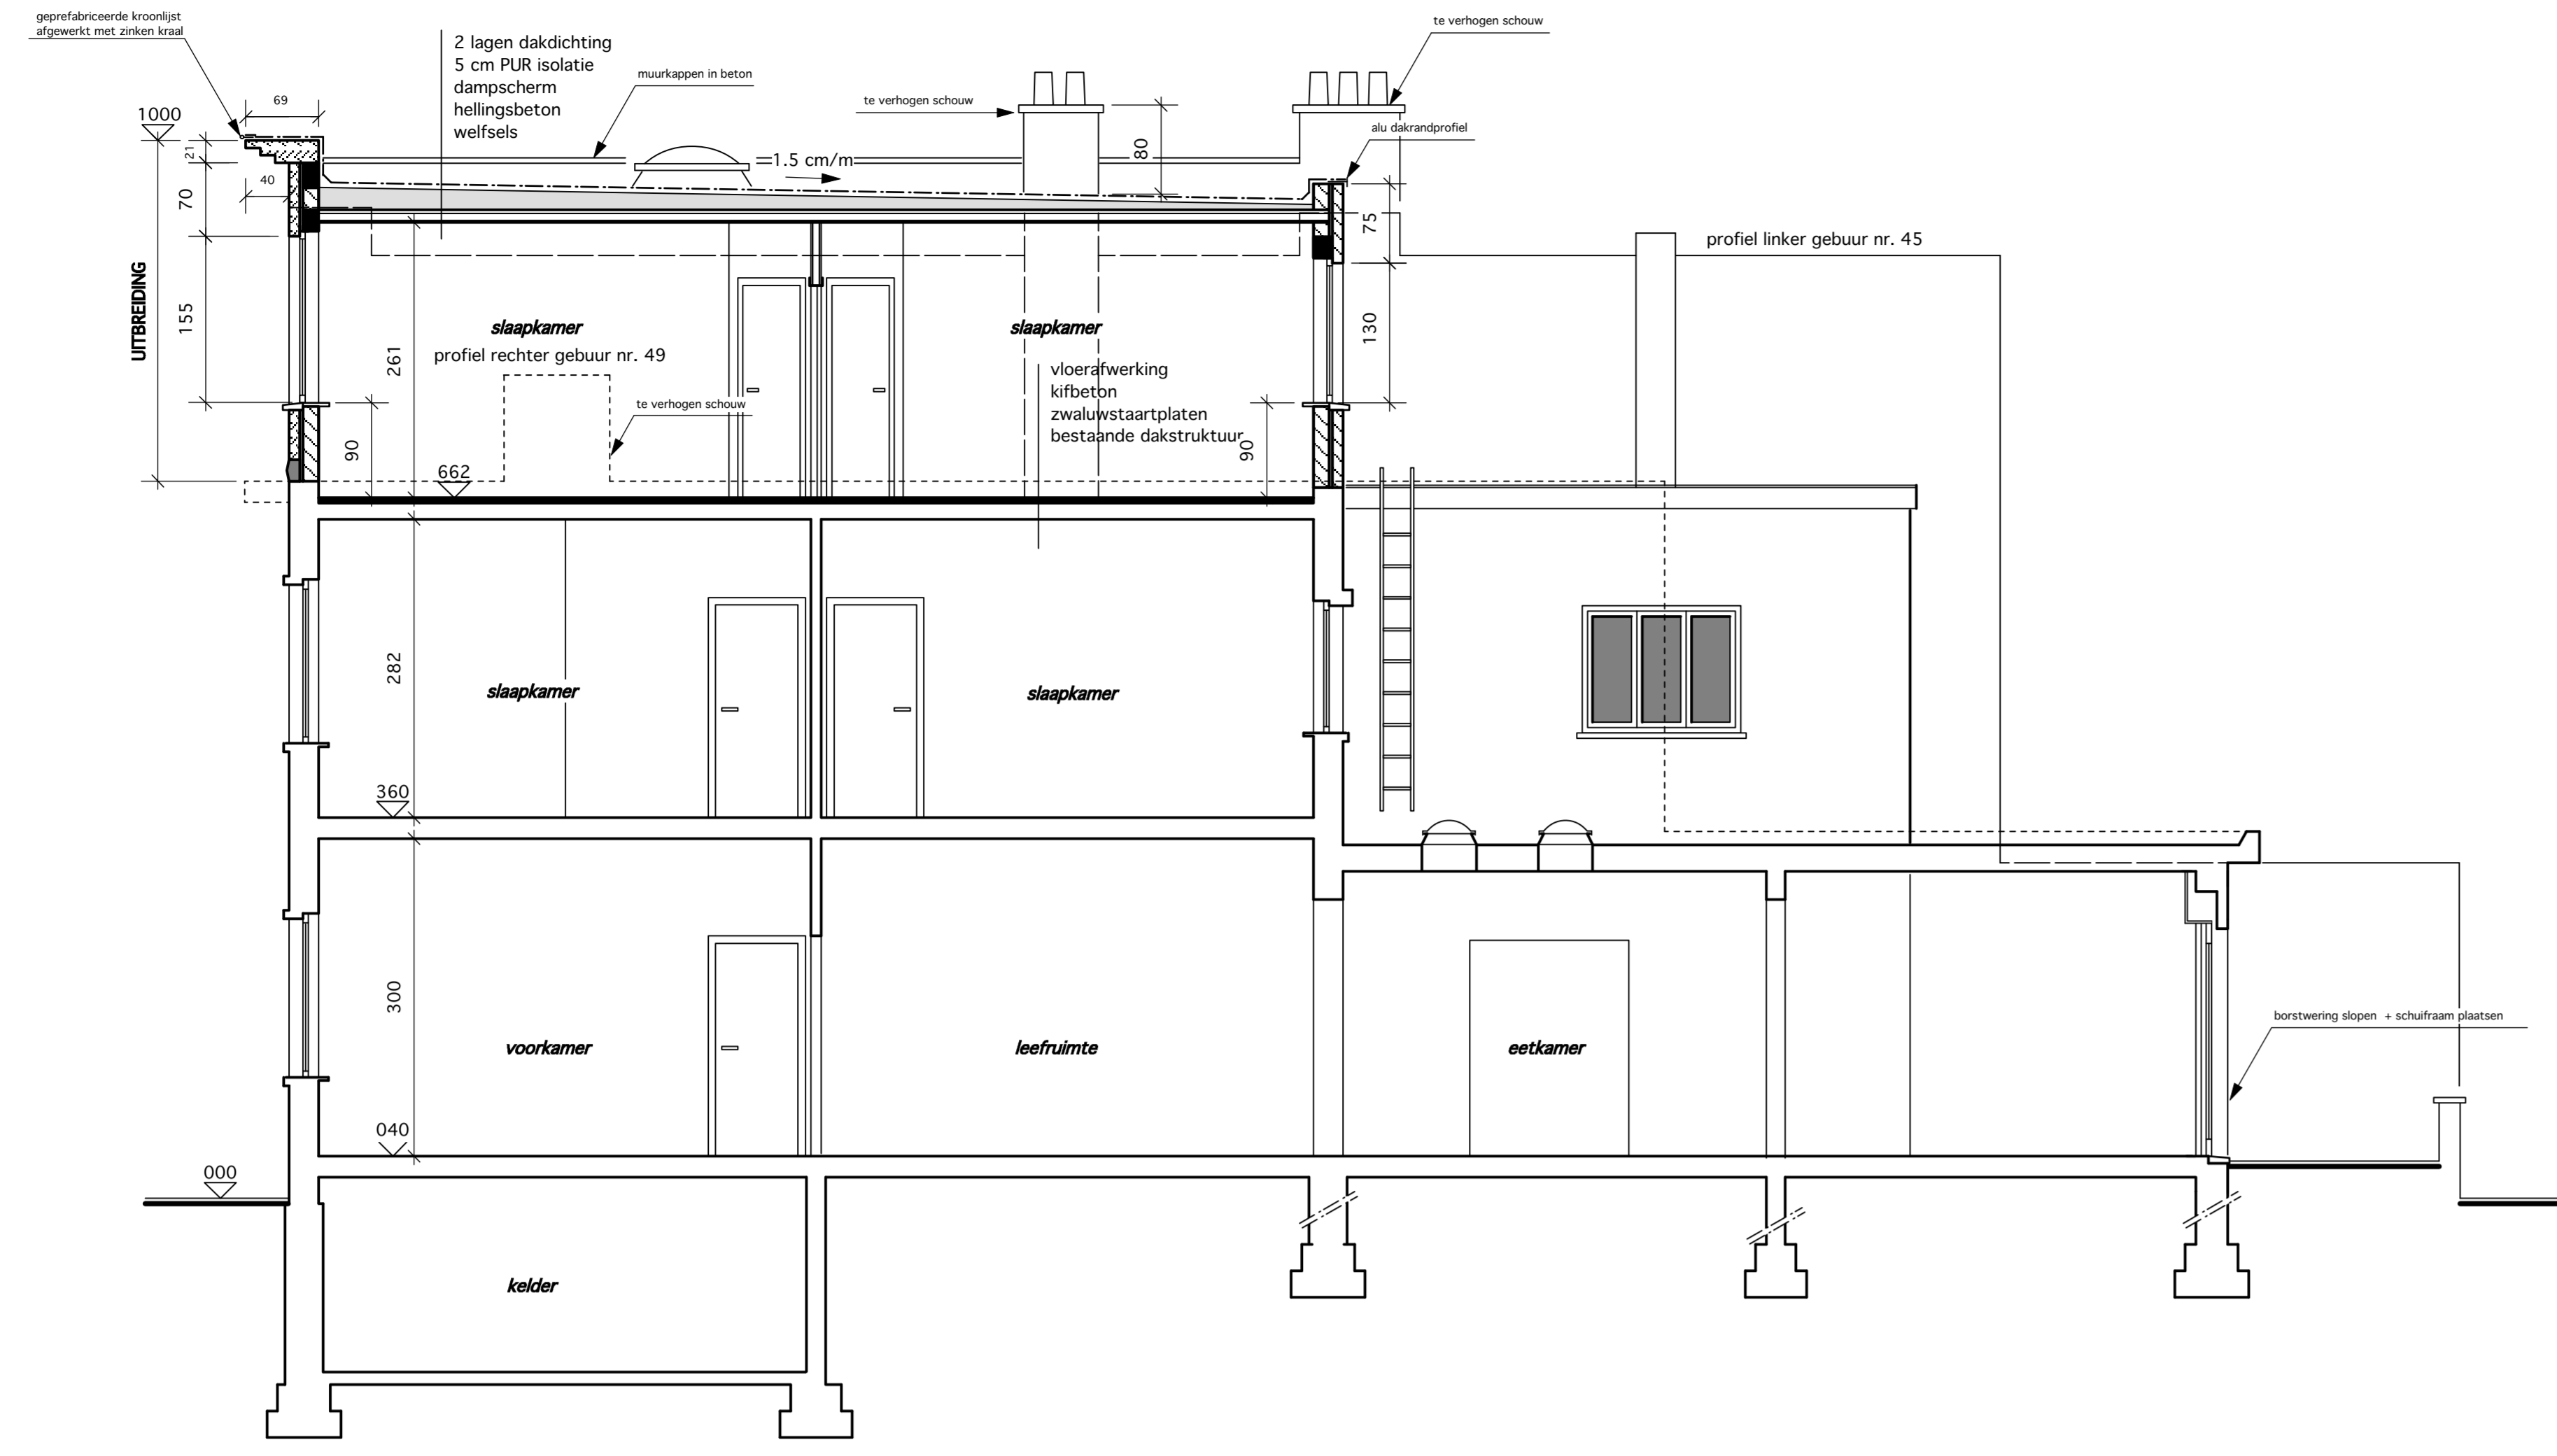 geprefabriceerde kroonlijst
afgewerkt met zinken kraal
te verhogen schouw
2 lagen dakdichting
5 cm PUR isolatie
dampscherm
hellingsbeton
welfsels
muurkappen in beton
te verhogen schouw
69
1000
alu dakrandprofiel
21
80
1.5 cm/m
40
70
75
profiel linker gebuur nr. 45
UITBREIDING
155
130
slaapkamer
slaapkamer
261
profiel rechter gebuur nr. 49
vloerafwerking
kifbeton
zwaluwstaartplaten
bestaande dakstruktuur
te verhogen schouw
90
90
662
282
slaapkamer
slaapkamer
360
300
borstwering slopen + schuifraam plaatsen
voorkamer
leefruimte
eetkamer
040
000
kelder